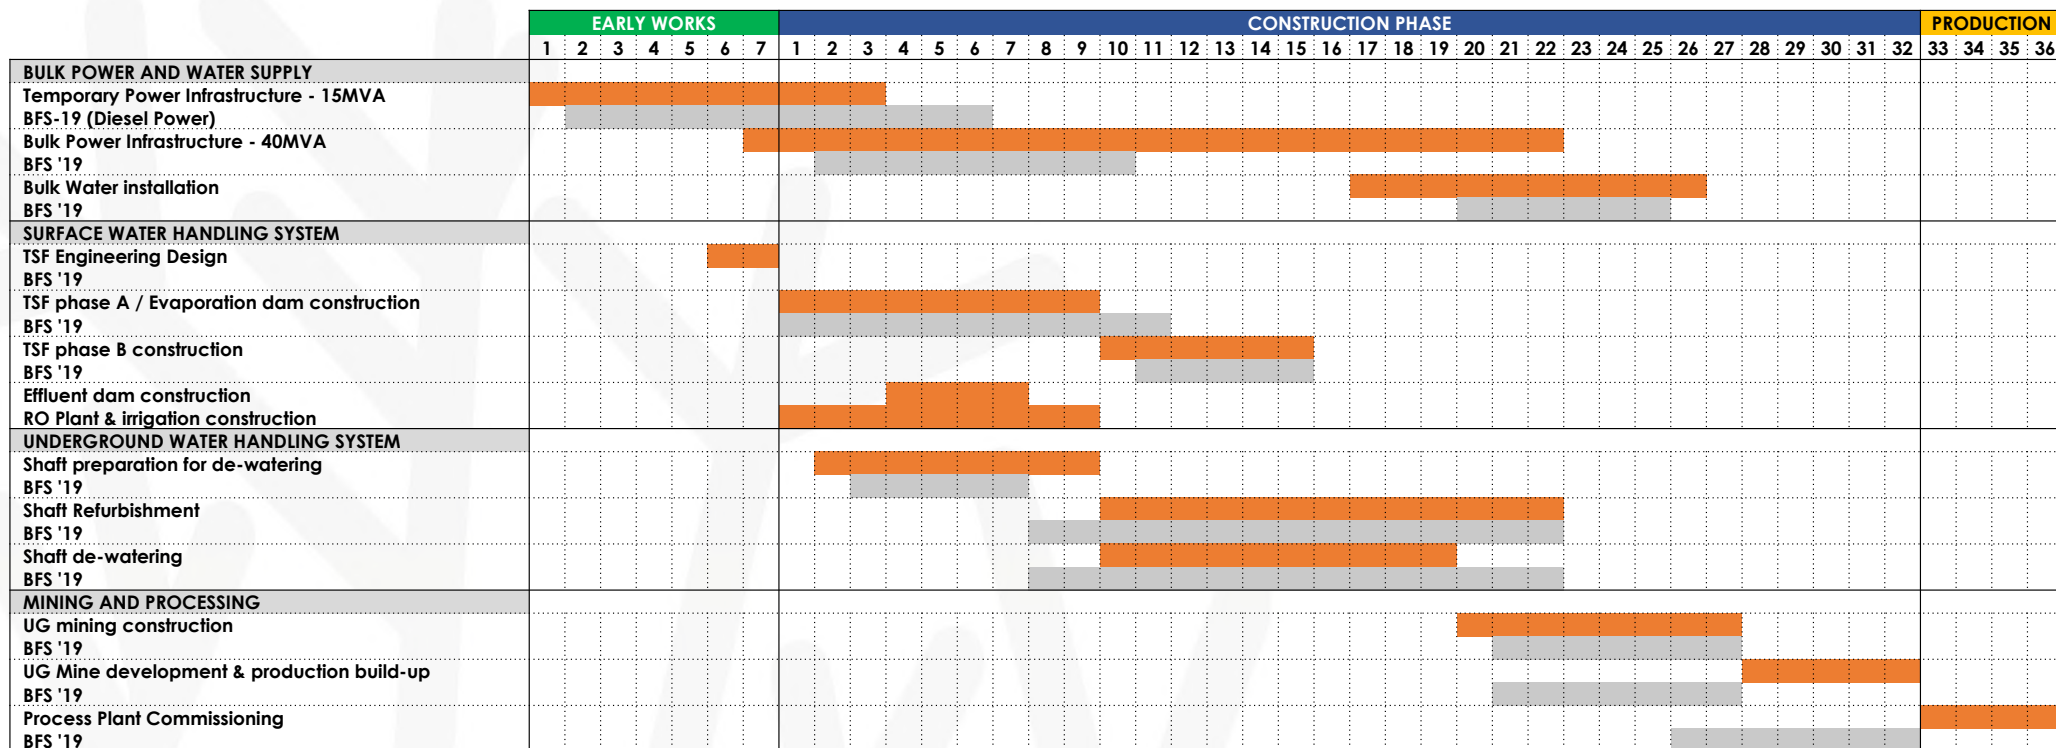 EARLY WORKS CONSTRUCTION PHASE PRODUCTION
1 2 3 4 5 6 7 1 2 3 4 5 6 7 8 9 10 11 12 13 14 15 16 17 18 19 20 21 22 23 24 25 26 27 28 29 30 31 32 33 34 35 36
BULK POWER AND WATER SUPPLY
Temporary Power Infrastructure - 15MVA
BFS-19 (Diesel Power)
Bulk Power Infrastructure - 40MVA
BFS '19
Bulk Water installation
BFS '19
SURFACE WATER HANDLING SYSTEM
TSF Engineering Design
BFS '19
TSF phase A / Evaporation dam construction
BFS '19
TSF phase B construction
BFS '19
Effluent dam construction
RO Plant & irrigation construction
UNDERGROUND WATER HANDLING SYSTEM
Shaft preparation for de-watering
BFS '19
Shaft Refurbishment
BFS '19
Shaft de-watering
BFS '19
MINING AND PROCESSING
UG mining construction
BFS '19
UG Mine development & production build-up
BFS '19
Process Plant Commissioning
BFS '19